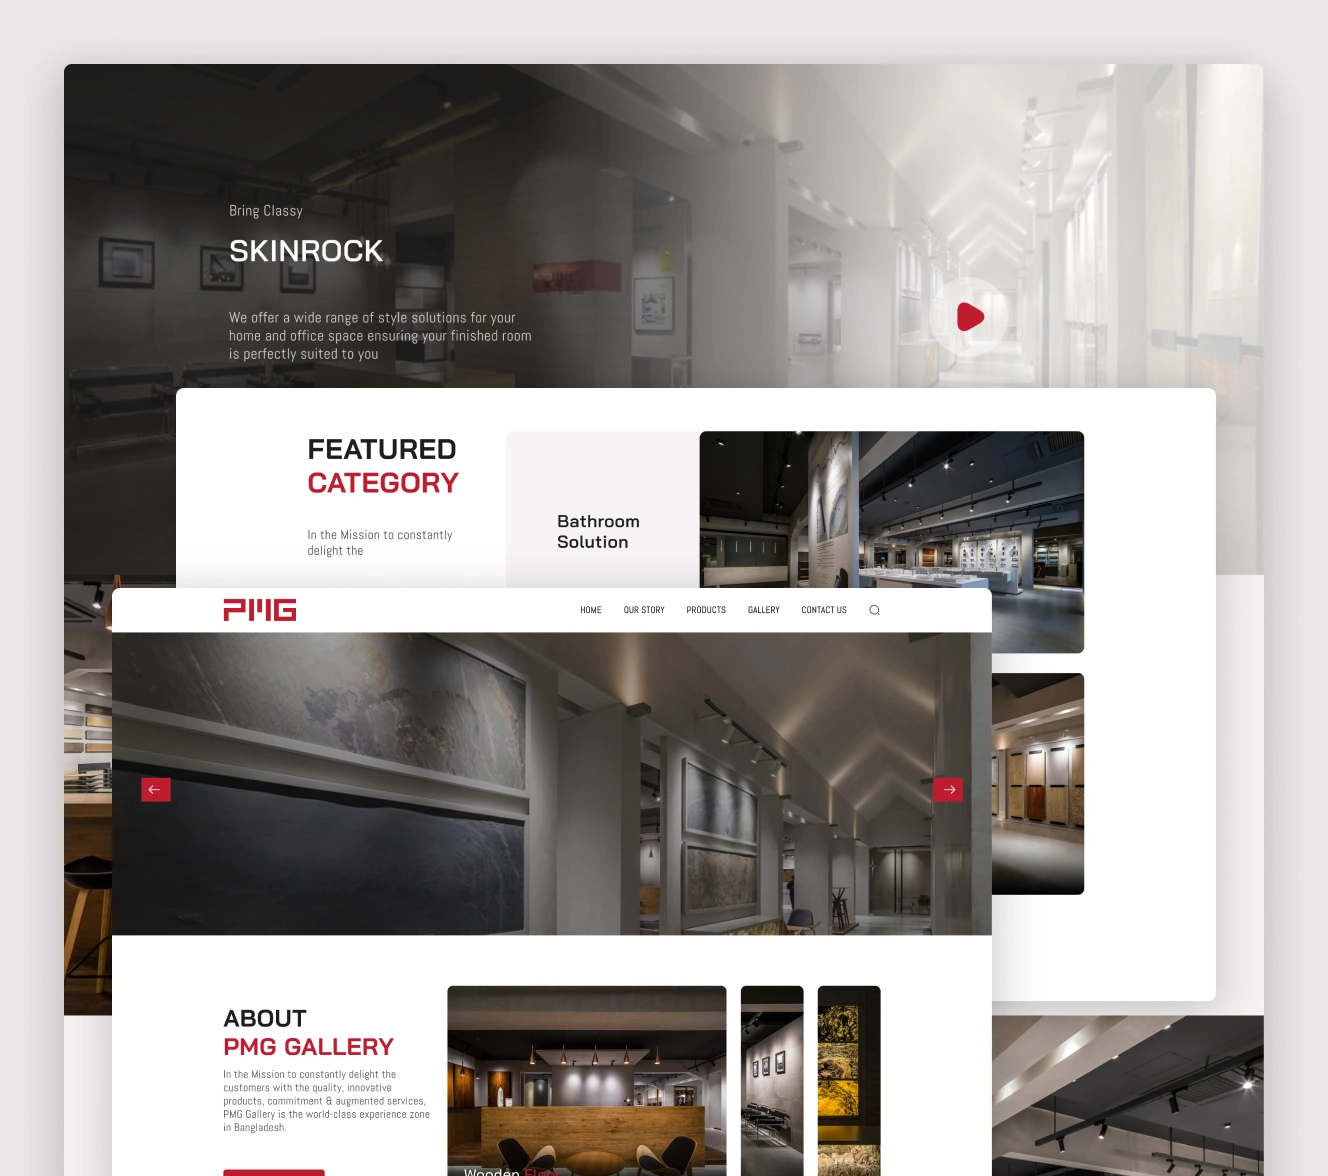 Bring Classy
SKINROCK
PMG
We offer a wide range of style solutions for your
home and office space ensuring your finished room
is perfectly suited to you
FEATURED
CATEGORY
In the Mission to constantly
delight the
Bathroom
Solution
PMG
HOME
OUR STORY
PRODUCTS
GALLERY
CONTACT US
ABOUT
PMG GALLERY
In the Mission to constantly delight the
customers with the quality, innovative
products, commitment & augmented services,
PMG Gallery is the world-class experience zone
in Bangladesh.
Wooden Floor